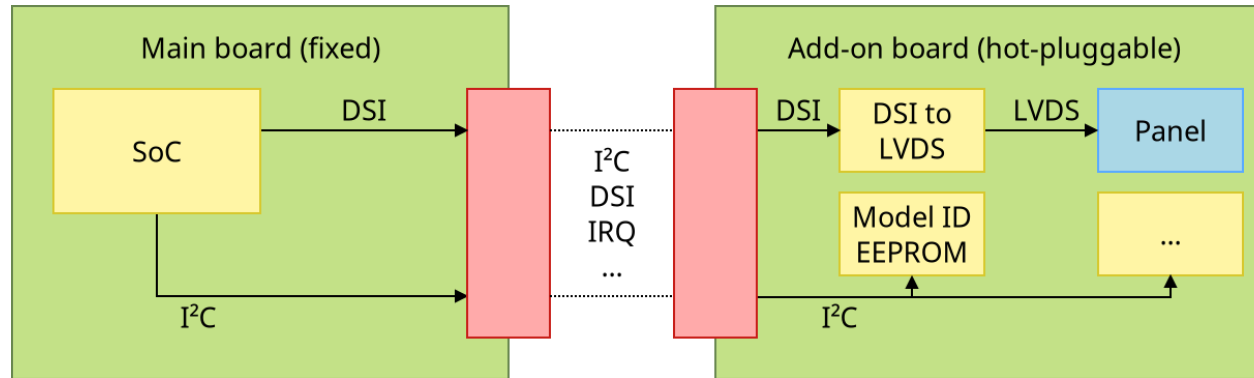 Main board (fixed)
SoC
DSI
I²C
I²C
DSI
IRQ
...
Add-on board (hot-pluggable)
DSI
DSI to
LVDS
LVDS
Panel
Model ID
EEPROM
...
I²C